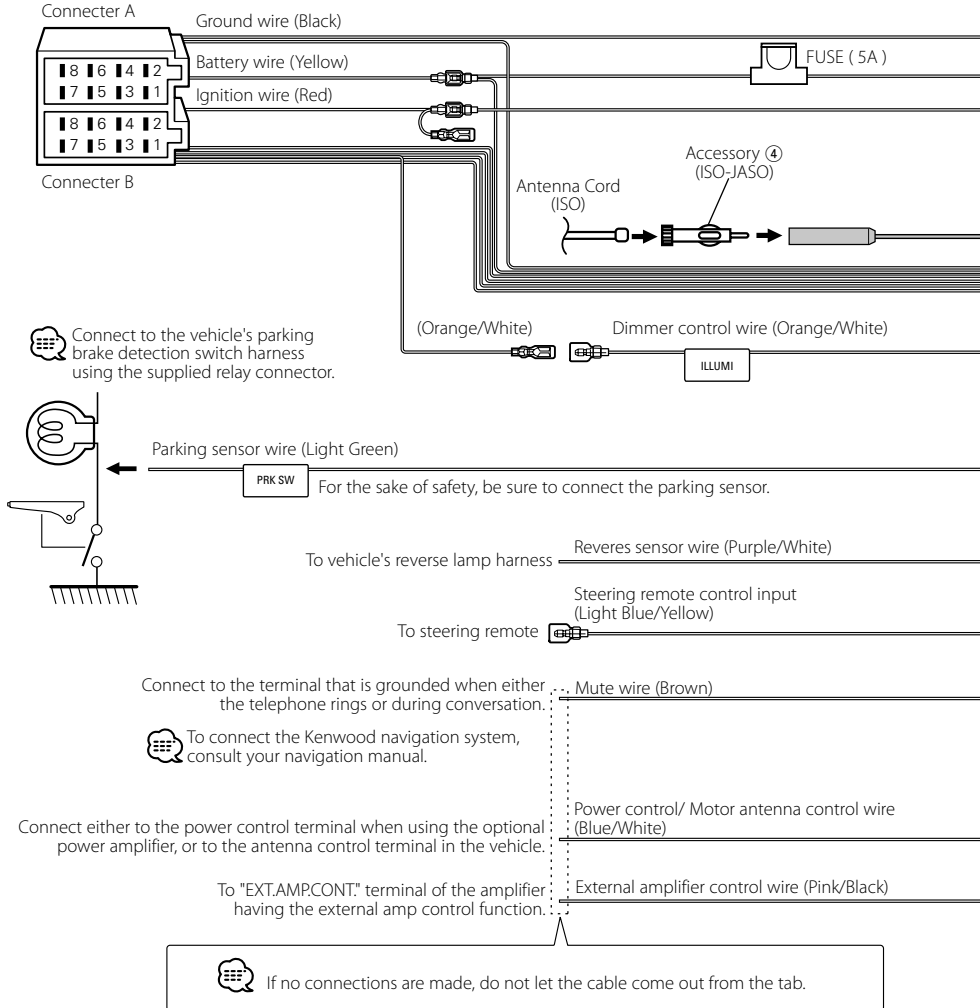 Connecter A
Ground wire (Black)
Battery wire (Yellow)
FUSE ( 5A )
Ignition wire (Red)
8 6 4 2
7 5 3 1
8 6 4 2
7 5 3 1
Connecter B
Accessory ④
(ISO-JASO)
Antenna Cord
(ISO)
Connect to the vehicle's parking
brake detection switch harness
using the supplied relay connector.
(Orange/White)
Dimmer control wire (Orange/White)
ILLUMI
Parking sensor wire (Light Green)
PRK SW
For the sake of safety, be sure to connect the parking sensor.
To vehicle's reverse lamp harness
Reveres sensor wire (Purple/White)
Steering remote control input
(Light Blue/Yellow)
To steering remote
Connect to the terminal that is grounded when either
the telephone rings or during conversation.
Mute wire (Brown)
To connect the Kenwood navigation system,
consult your navigation manual.
Power control/ Motor antenna control wire
(Blue/White)
Connect either to the power control terminal when using the optional
power amplifier, or to the antenna control terminal in the vehicle.
To "EXT.AMP.CONT." terminal of the amplifier
having the external amp control function.
External amplifier control wire (Pink/Black)
If no connections are made, do not let the cable come out from the tab.